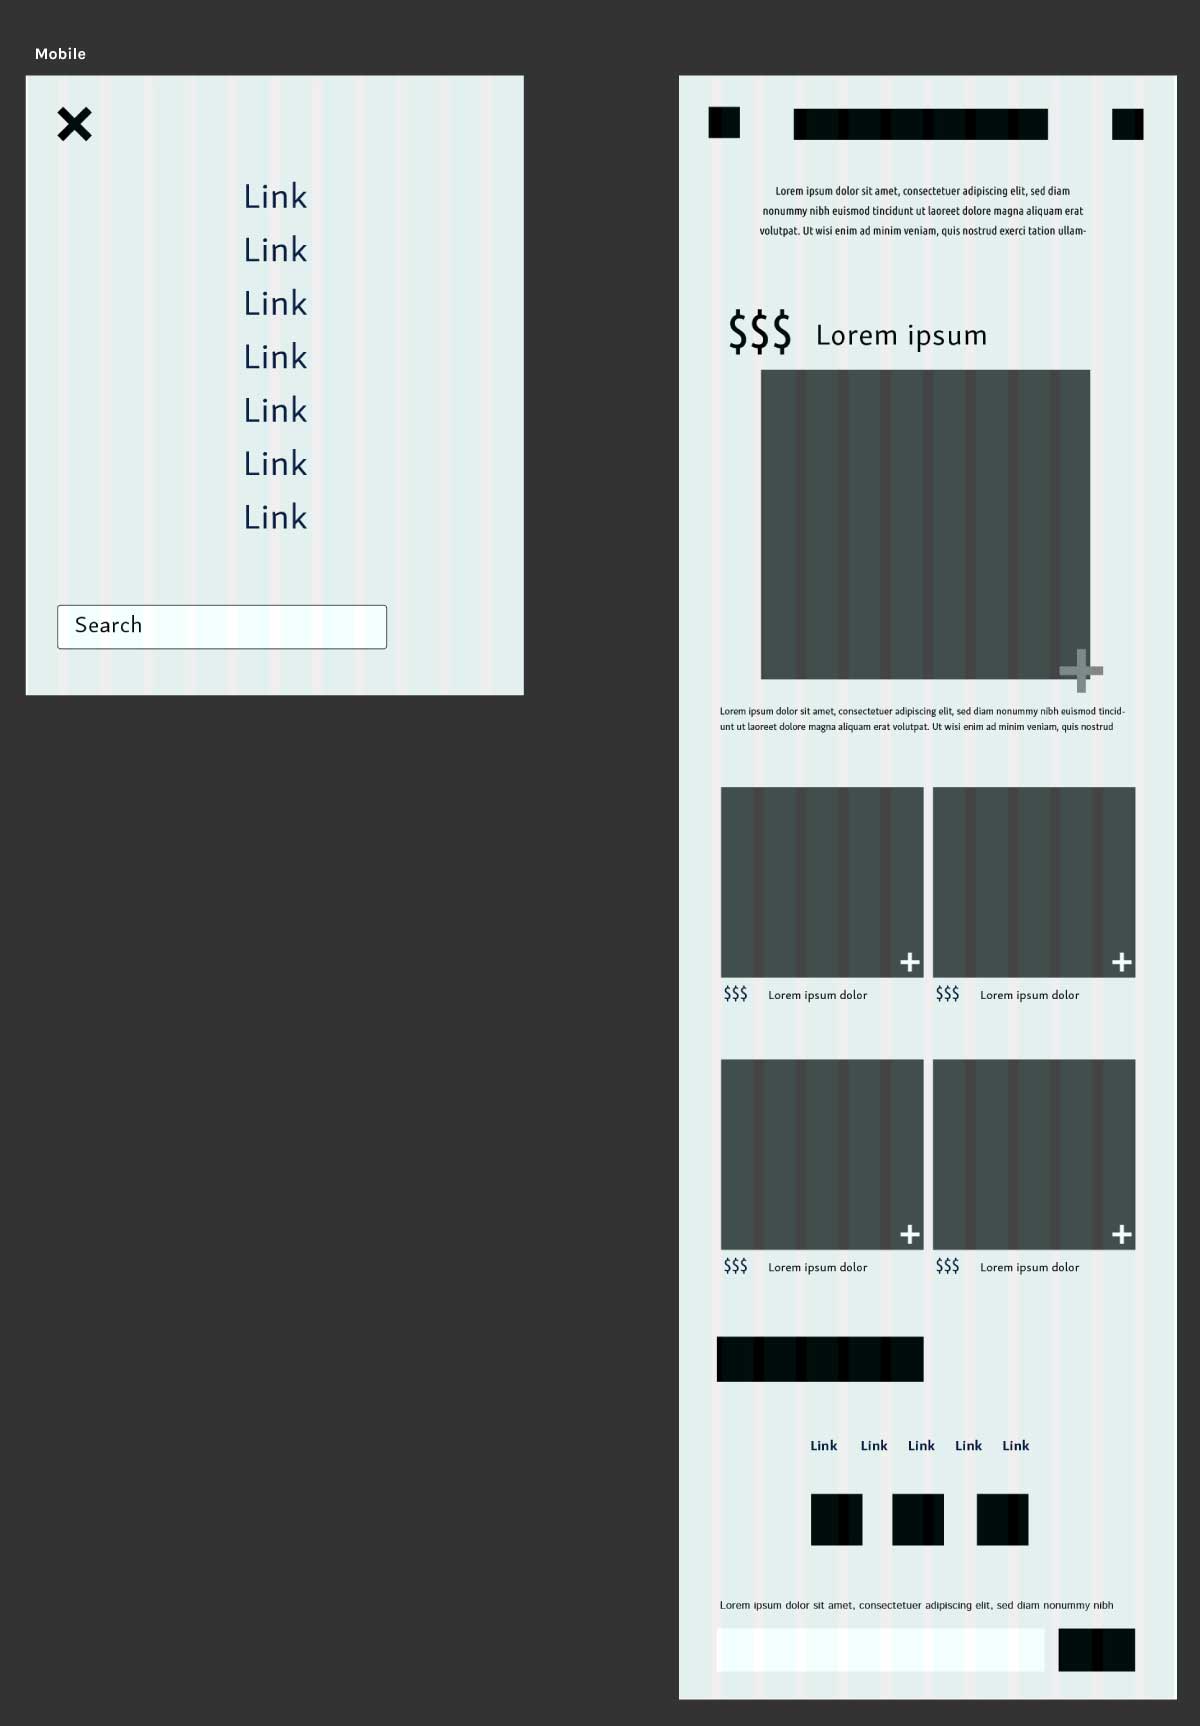 Mobile
Link
Link
Link
Link
Link
Link
Link
Search
Lorem ipsum dolor sit amet, consectetuer adipiscing elit, sed diam
nonummy nibh euismod tincidunt ut laoreet dolore magna aliquam erat
volutpat. Ut wisi enim ad minim veniam, quis nostrud exerci tation ullam-
$$$ Lorem ipsum
Lorem ipsum dolor sit amet, consectetuer adipiscing elit, sed diam nonummy nibh euismod tincid-
unt ut laoreet dolore magna aliquam erat volutpat. Ut wisi enim ad minim veniam, quis nostrud
$$$ Lorem ipsum dolor $$$ Lorem ipsum dolor
$$$ Lorem ipsum dolor $$$ Lorem ipsum dolor
Link Link Link Link Link
Lorem ipsum dolor sit amet, consectetuer adipiscing elit, sed diam nonummy nibh